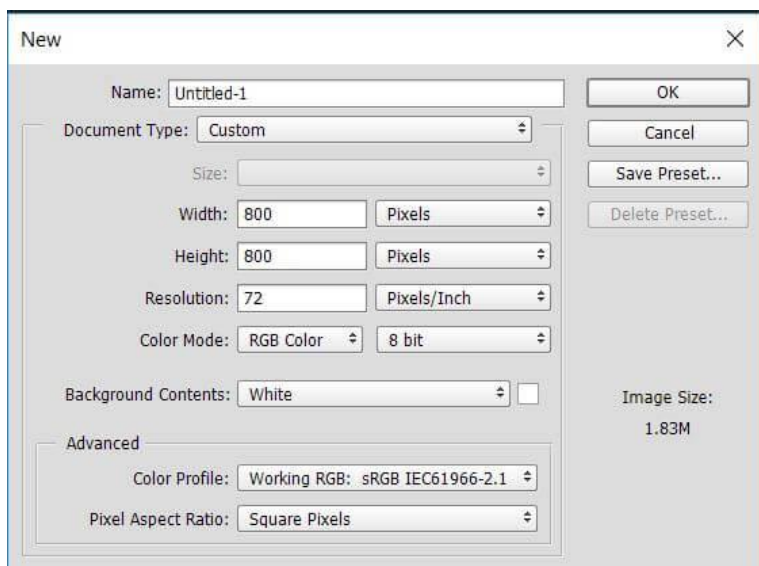 New
Name: Untitled-1
OK
Document Type: Custom
Cancel
Size:
Save Preset...
Width: 800 Pixels
Delete Preset...
Height: 800 Pixels
Resolution: 72 Pixels/Inch
Color Mode: RGB Color 8 bit
Background Contents: White
Image Size:
1.83M
Advanced
Color Profile: Working RGB: sRGB IEC61966-2.1
Pixel Aspect Ratio: Square Pixels